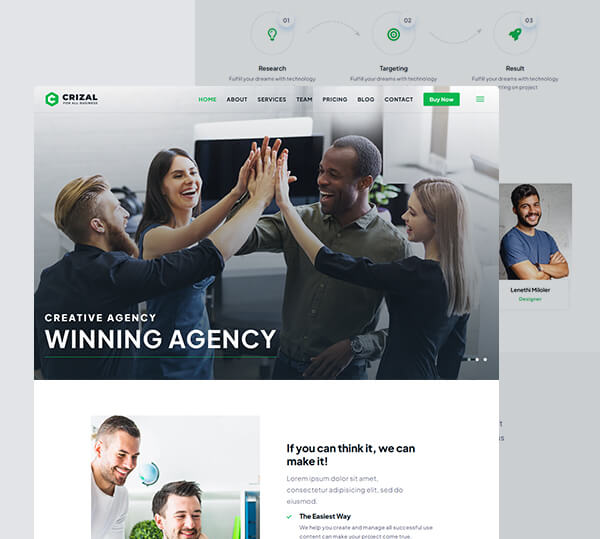 01 02 03
Research Targeting Result
Fulfill your dreams with technology Fulfill your dreams with technology Fulfill your dreams with technology
tting on project
CRIZAL
FOR ALL BUSINESS
HOME ABOUT SERVICES TEAM PRICING BLOG CONTACT Buy Now
CREATIVE AGENCY
WINNING AGENCY
Lenethi Miloier
Designer
If you can think it, we can
make it!
Lorem ipsum dolor sit amet,
consectetur adipisicing elit, sed do
eiusmod.
The Easiest Way
We help you create and manage all successful use
content can make your project come true.